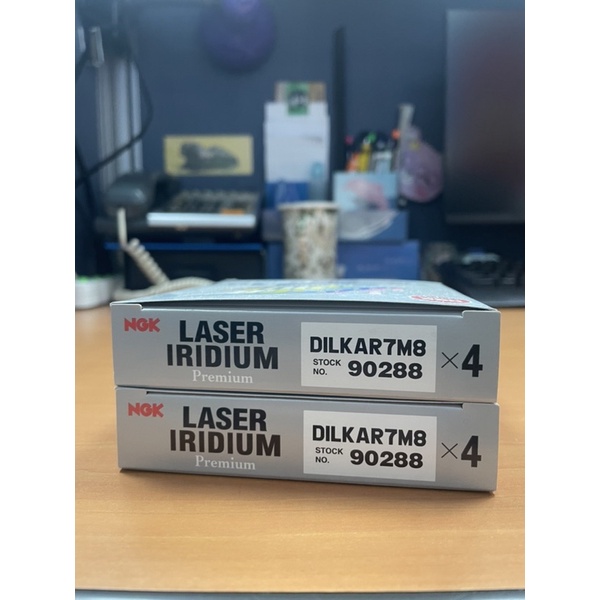 NGK
LASER
IRIDIUM
Premium
DILKAR7M8
STOCK
NO. 90288
×4
NGK
LASER
IRIDIUM
Premium
DILKAR7M8
STOCK
NO. 90288
×4